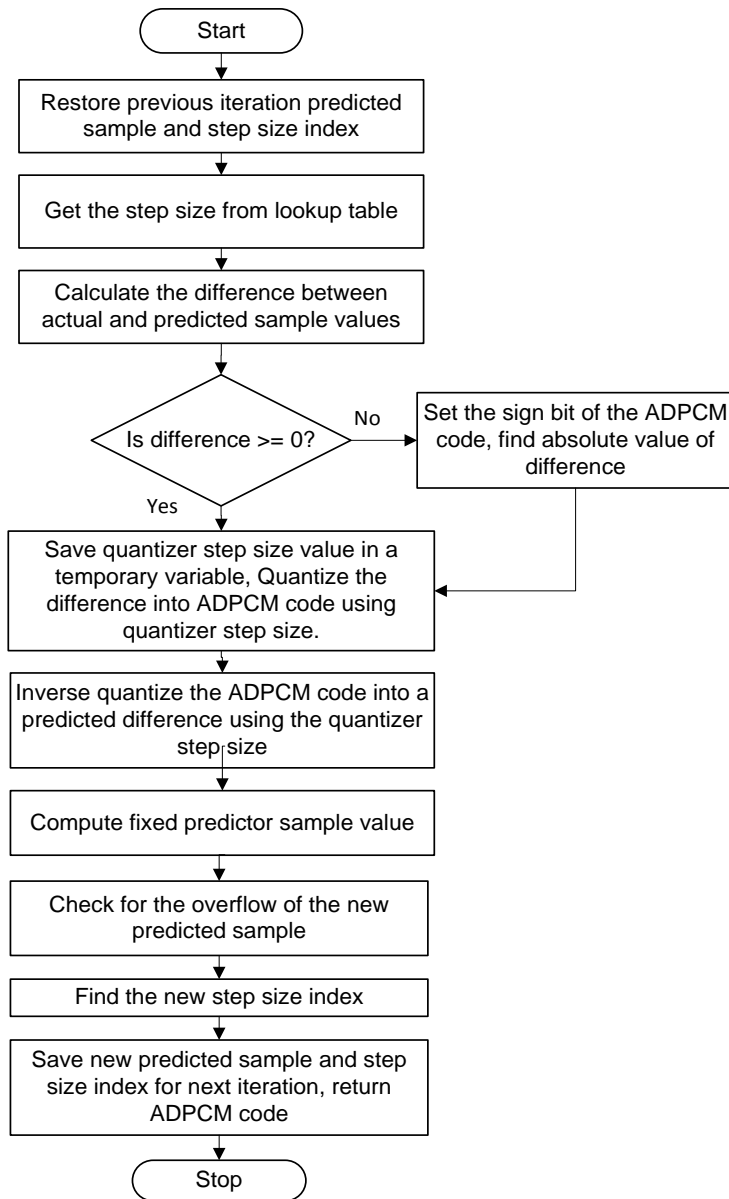 Start
Restore previous iteration predicted
sample and step size index
Get the step size from lookup table
Calculate the difference between
actual and predicted sample values
Is difference >= 0?
No
Set the sign bit of the ADPCM
code, find absolute value of
difference
Yes
Save quantizer step size value in a
temporary variable, Quantize the
difference into ADPCM code using
quantizer step size.
Inverse quantize the ADPCM code into a
predicted difference using the quantizer
step size
Compute fixed predictor sample value
Check for the overflow of the new
predicted sample
Find the new step size index
Save new predicted sample and step
size index for next iteration, return
ADPCM code
Stop